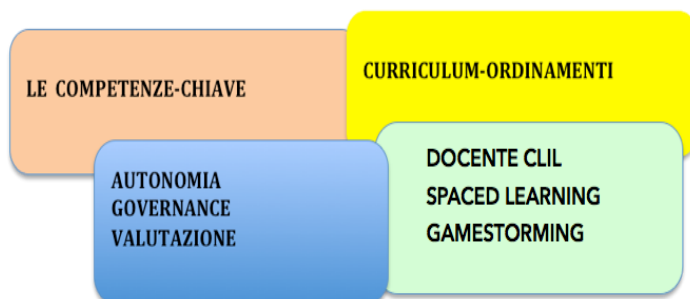 LE COMPETENZE-CHIAVE
CURRICULUM-ORDINAMENTI
AUTONOMIA
GOVERNANCE
VALUTAZIONE
DOCENTE CLIL
SPACED LEARNING
GAMESTORMING